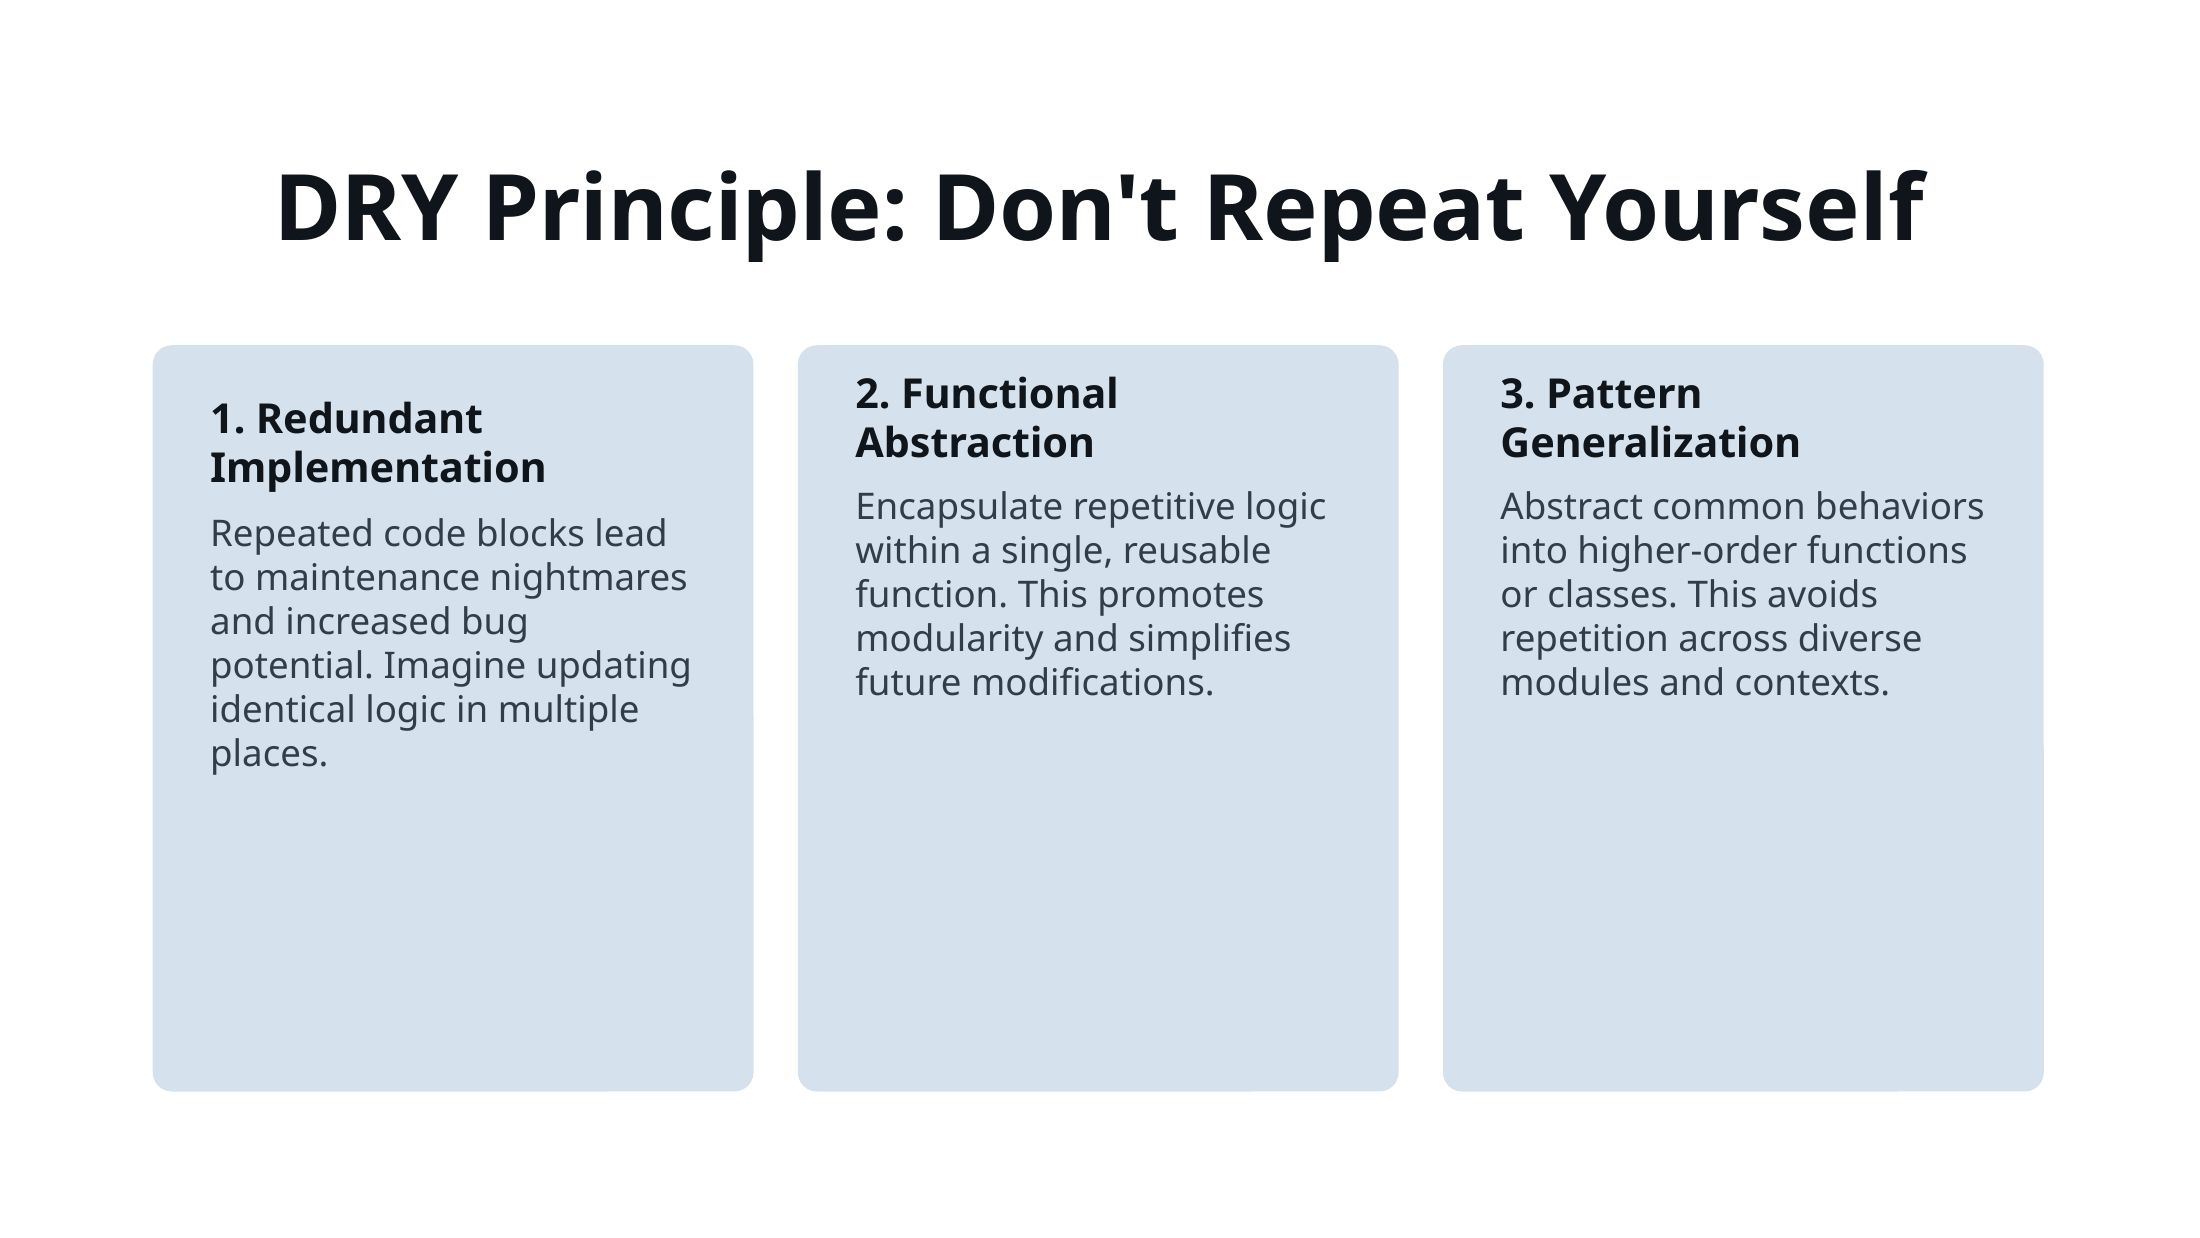 DRY Principle: Don't Repeat Yourself
1. Redundant
Implementation
Repeated code blocks lead
to maintenance nightmares
and increased bug
potential. Imagine updating
identical logic in multiple
places.
2. Functional
Abstraction
Encapsulate repetitive logic
within a single, reusable
function. This promotes
modularity and simplifies
future modifications.
3. Pattern
Generalization
Abstract common behaviors
into higher-order functions
or classes. This avoids
repetition across diverse
modules and contexts.